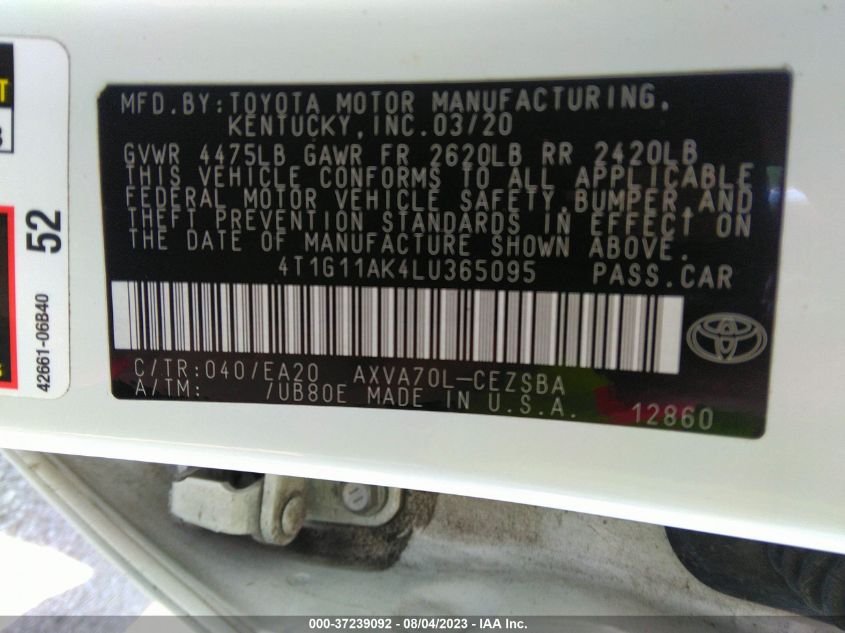 MFD.BY: TOYOTA MOTOR MANUFACTURING,
KENTUCKY, INC. 03/20
GVWR 4475LB GAWR FR 2620LB RR 2420LB
THIS VEHICLE CONFORMS TO ALL APPLICABLE
FEDERAL MOTOR VEHICLE SAFETY, BUMPER, AND
THEFT PREVENTION STANDARDS IN EFFECT ON
THE DATE OF MANUFACTURE SHOWN ABOVE.
4T1G11AK4LU365095 PASS.CAR
C/TR: 040/EA20 AXVA70L-CEZSBA
A/TM: /UB80E MADE IN U.S.A. 12860
52
42661-06B40
000-37239092 - 08/04/2023 - IAA Inc.